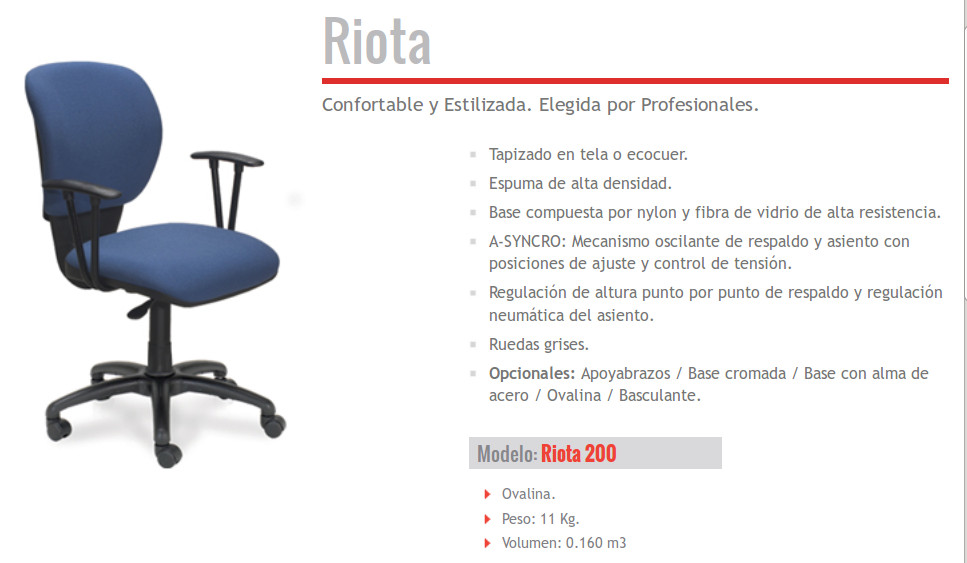 Riota
Confortable y Estilizada. Elegida por Profesionales.
Tapizado en tela o ecocuer.
Espuma de alta densidad.
Base compuesta por nylon y fibra de vidrio de alta resistencia.
A-SYNCRO: Mecanismo oscilante de respaldo y asiento con
posiciones de ajuste y control de tensión.
Regulación de altura punto por punto de respaldo y regulación
neumática del asiento.
Ruedas grises.
Opcionales: Apoyabrazos / Base cromada / Base con alma de
acero / Ovalina / Basculante.
Modelo: Riota 200
Ovalina.
Peso: 11 Kg.
Volumen: 0.160 m3